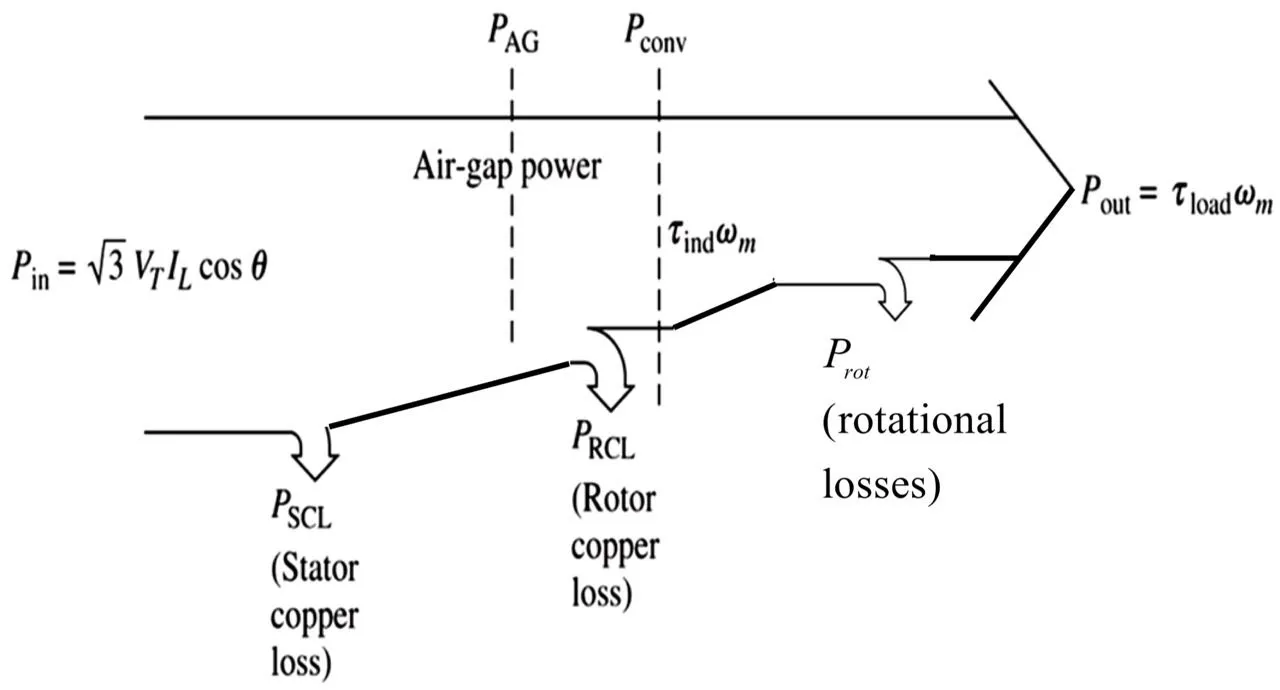 P_AG
P_conv
Air-gap power
P_out = τ_load ω_m
τ_ind ω_m
P_in = √3 V_T I_L cos θ
P_rot
(rotational
losses)
P_RCL
(Rotor
copper
loss)
P_SCL
(Stator
copper
loss)